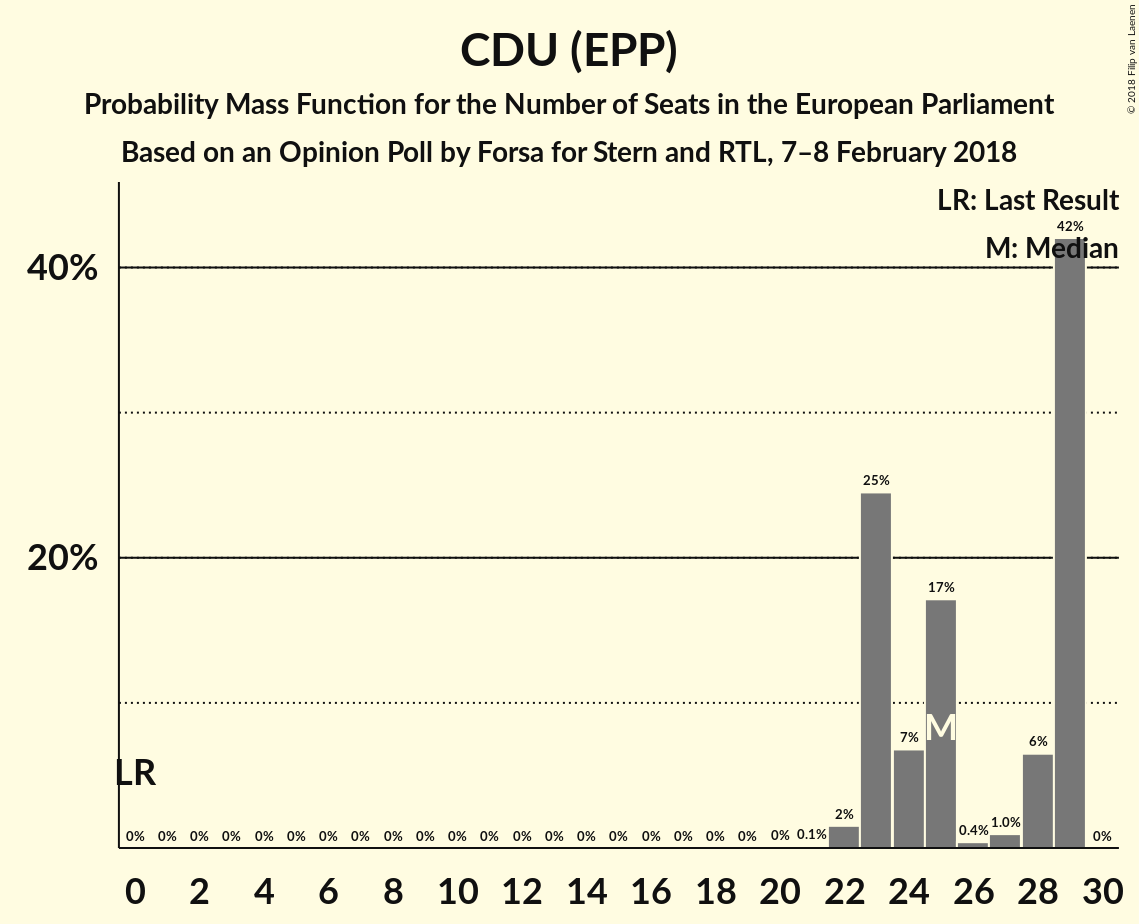 CDU (EPP)
Probability Mass Function for the Number of Seats in the European Parliament
Based on an Opinion Poll by Forsa for Stern and RTL, 7–8 February 2018
© 2018 Filip van Laenen
LR: Last Result
M: Median
40%
20%
42%
25%
17%
7%
M
6%
LR
2%
0% 0% 0% 0% 0% 0% 0% 0% 0% 0% 0% 0% 0% 0% 0% 0% 0% 0% 0% 0% 0% 0.1% 0.4% 1.0% 0%
0 2 4 6 8 10 12 14 16 18 20 22 24 26 28 30